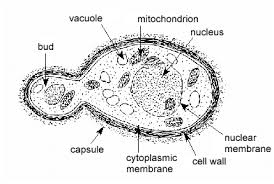 vacuole
mitochondrion
nucleus
bud
capsule
cytoplasmic
membrane
cell wall
nuclear
membrane